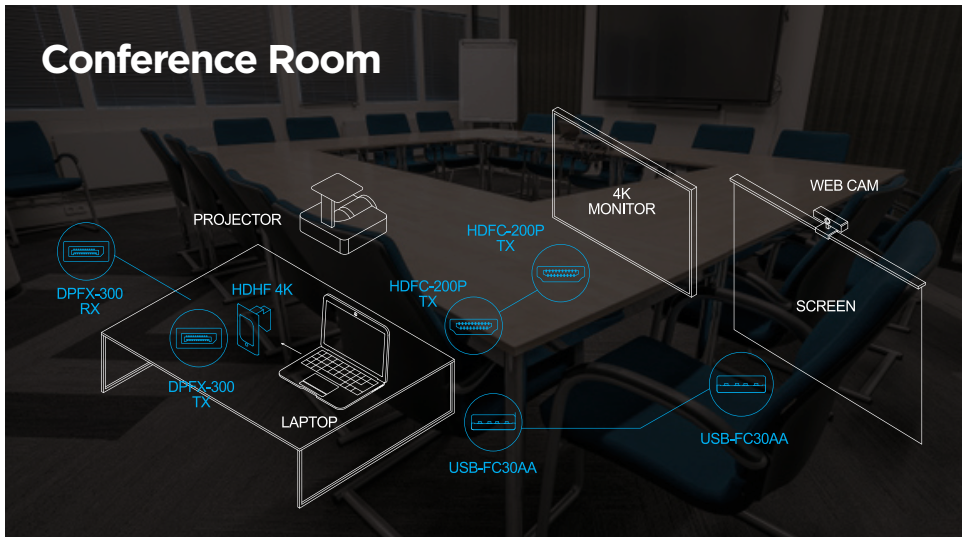 Conference Room
WEB CAM
4K
MONITOR
PROJECTOR
HDFC-200P
TX
DPFX-300
RX
HDHF 4K
HDFC-200P
TX
SCREEN
DPFX-300
TX
LAPTOP
USB-FC30AA
USB-FC30AA